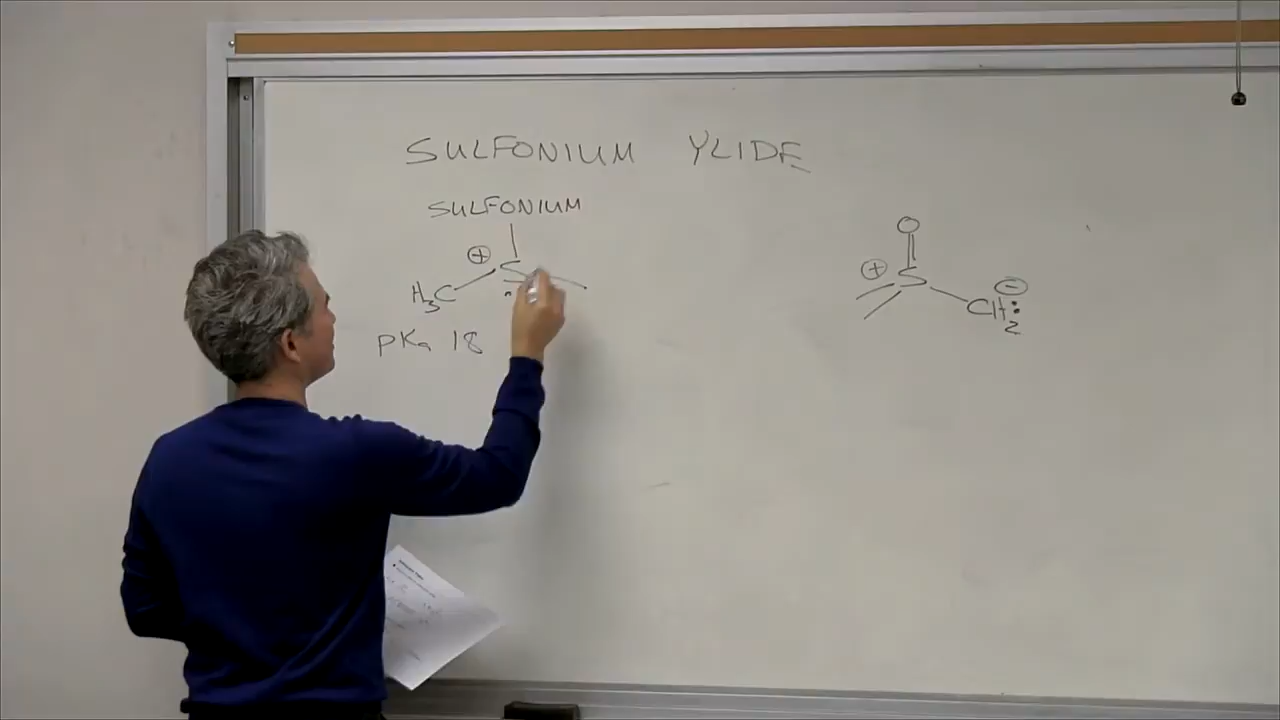 SULFONIUM YLIDE
SULFONIUM
⊕ S
H₃C
pKa 18
O
⊕ S
⊖
CH₂: